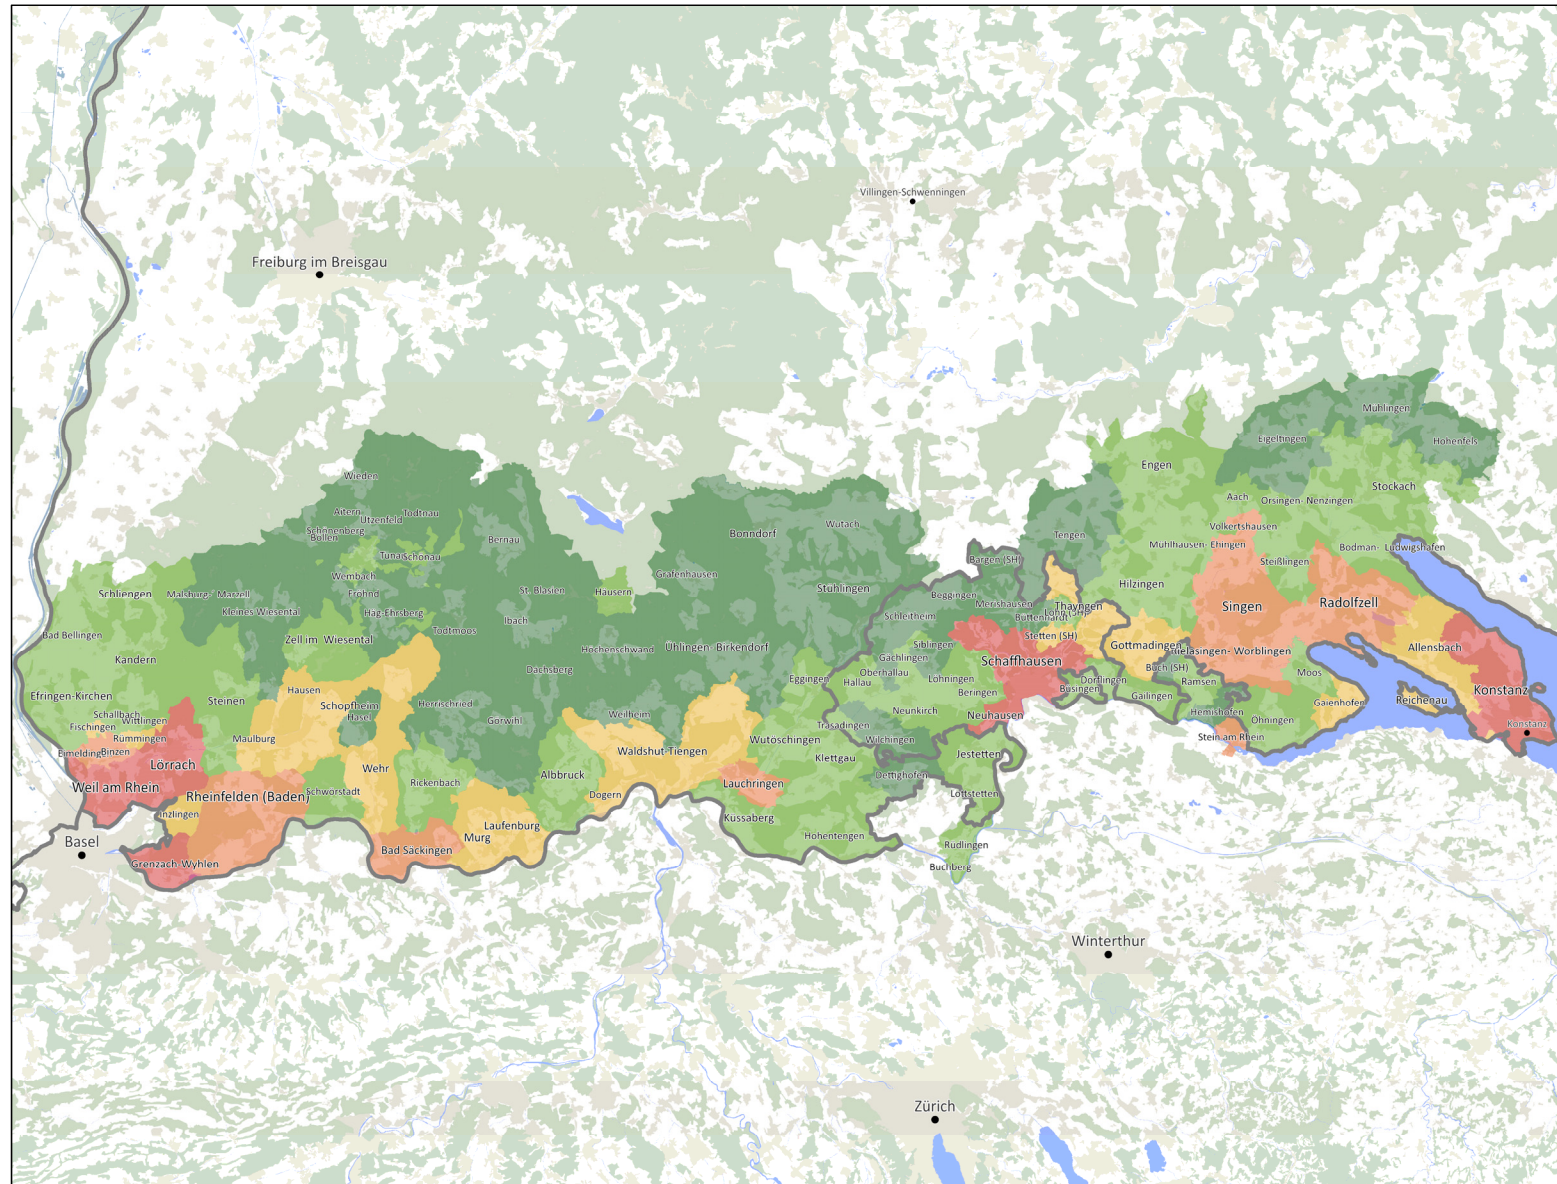 Villingen-Schwenningen
Freiburg im Breisgau
Mühlingen
Eigeltingen
Hohenfels
Engen
Wieden
Stockach
Aach
Orsingen- Nenzingen
Aitern
Utzenfeld
Todtnau
Schönenberg
Böllen
Wutach
Volkertshausen
Bonndorf
Tengen
Bernau
Mühlhausen- Ehingen
Bodman- Ludwigshafen
Tunau
Schönau
Bargen (SH)
Steißlingen
Wembach
Grafenhausen
Hilzingen
Schliengen
Malsburg- Marzell
Fröhnd
St. Blasien
Häusern
Stühlingen
Beggingen
Merishausen
Thayngen
Lohn (SH)
Singen
Radolfzell
Kleines Wiesental
Hag-Ehrsberg
Ibach
Schleitheim
Büttenhardt
Bad Bellingen
Zell im Wiesental
Todtmoos
Stetten (SH)
Siblingen
Gottmadingen
Allensbach
Kandern
Höchenschwand
Ühlingen- Birkendorf
Gächlingen
Schaffhausen
Rielasingen- Worblingen
Dachsberg
Oberhallau
Büch (SH)
Moos
Eggingen
Hallau
Löhningen
Dörflingen
Ramsen
Efringen-Kirchen
Hausen
Beringen
Büsingen
Gailingen
Konstanz
Steinen
Schopfheim
Herrischried
Gaienhofen
Reichenau
Schallbach
Wittlingen
Hasel
Görwihl
Weilheim
Neunkirch
Neuhausen
Hemishofen
Öhningen
Fischingen
Trasadingen
Konstanz
Rümmingen
Maulburg
Wutöschingen
Wilchingen
Stein am Rhein
Eimeldingen
Binzen
Waldshut-Tiengen
Klettgau
Jestetten
Lörrach
Wehr
Albbruck
Dettighofen
Weil am Rhein
Rheinfelden (Baden)
Schwörstadt
Rickenbach
Dogern
Lauchringen
Lottstetten
Inzlingen
Küssaberg
Laufenburg
Murg
Hohentengen
Basel
Bad Säckingen
Rüdlingen
Grenzach-Wyhlen
Buchberg
Winterthur
Zürich